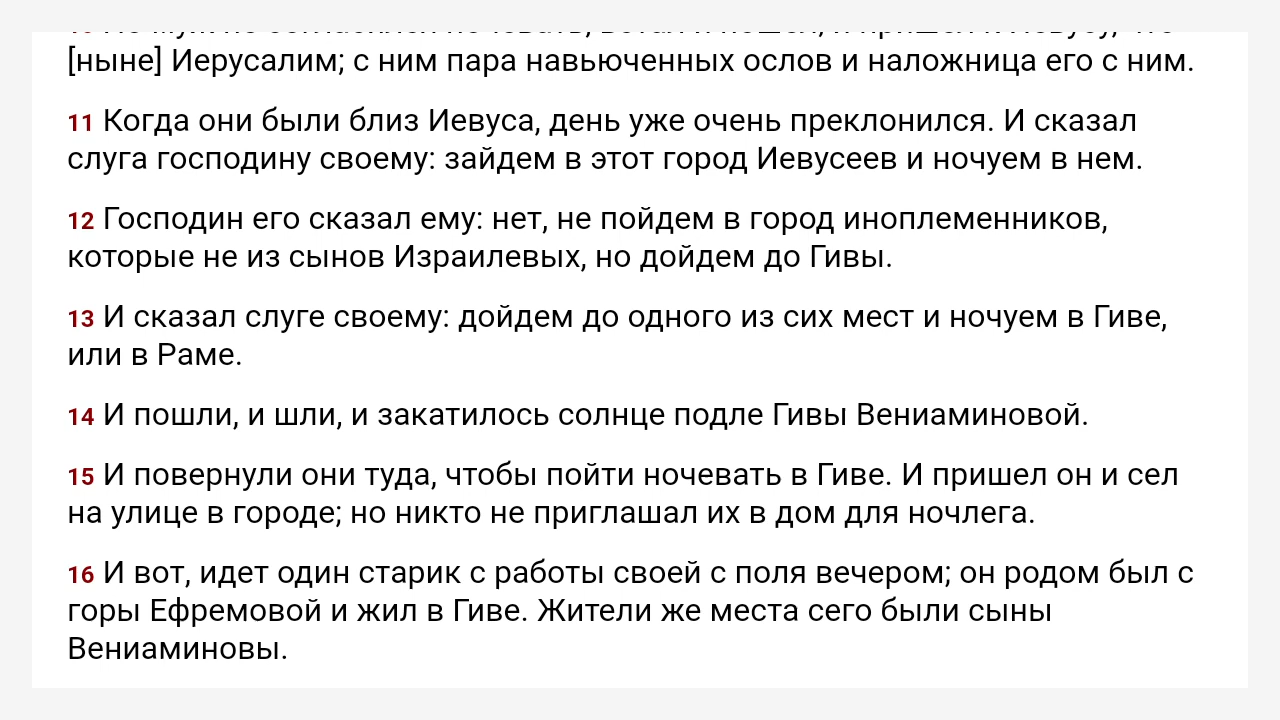 [ныне] Иерусалим; с ним пара навьюченных ослов и наложница его с ним.
11 Когда они были близ Иевуса, день уже очень преклонился. И сказал
слуга господину своему: зайдем в этот город Иевусеев и ночуем в нем.
12 Господин его сказал ему: нет, не пойдем в город иноплеменников,
которые не из сынов Израилевых, но дойдем до Гивы.
13 И сказал слуге своему: дойдем до одного из сих мест и ночуем в Гиве,
или в Раме.
14 И пошли, и шли, и закатилось солнце подле Гивы Вениаминовой.
15 И повернули они туда, чтобы пойти ночевать в Гиве. И пришел он и сел
на улице в городе; но никто не приглашал их в дом для ночлега.
16 И вот, идет один старик с работы своей с поля вечером; он родом был с
горы Ефремовой и жил в Гиве. Жители же места сего были сыны
Вениаминовы.